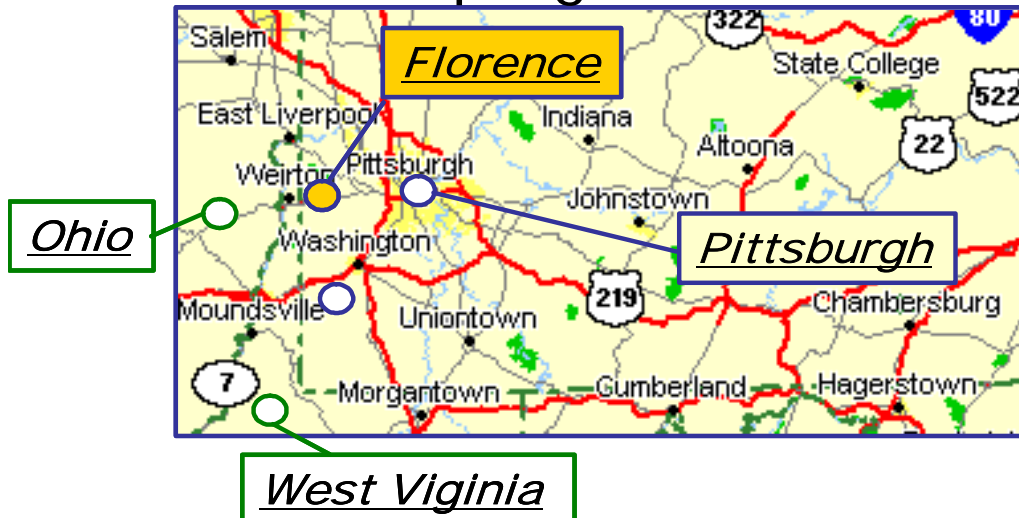 322
80
Salem
Florence
State College
522
East Liverpool
Indiana
22
Altoona
Weirton
Pittsburgh
Johnstown
Ohio
Washington
Pittsburgh
219
Chambersburg
Moundsville
Uniontown
7
Morgantown
Cumberland
Hagerstown
West Viginia